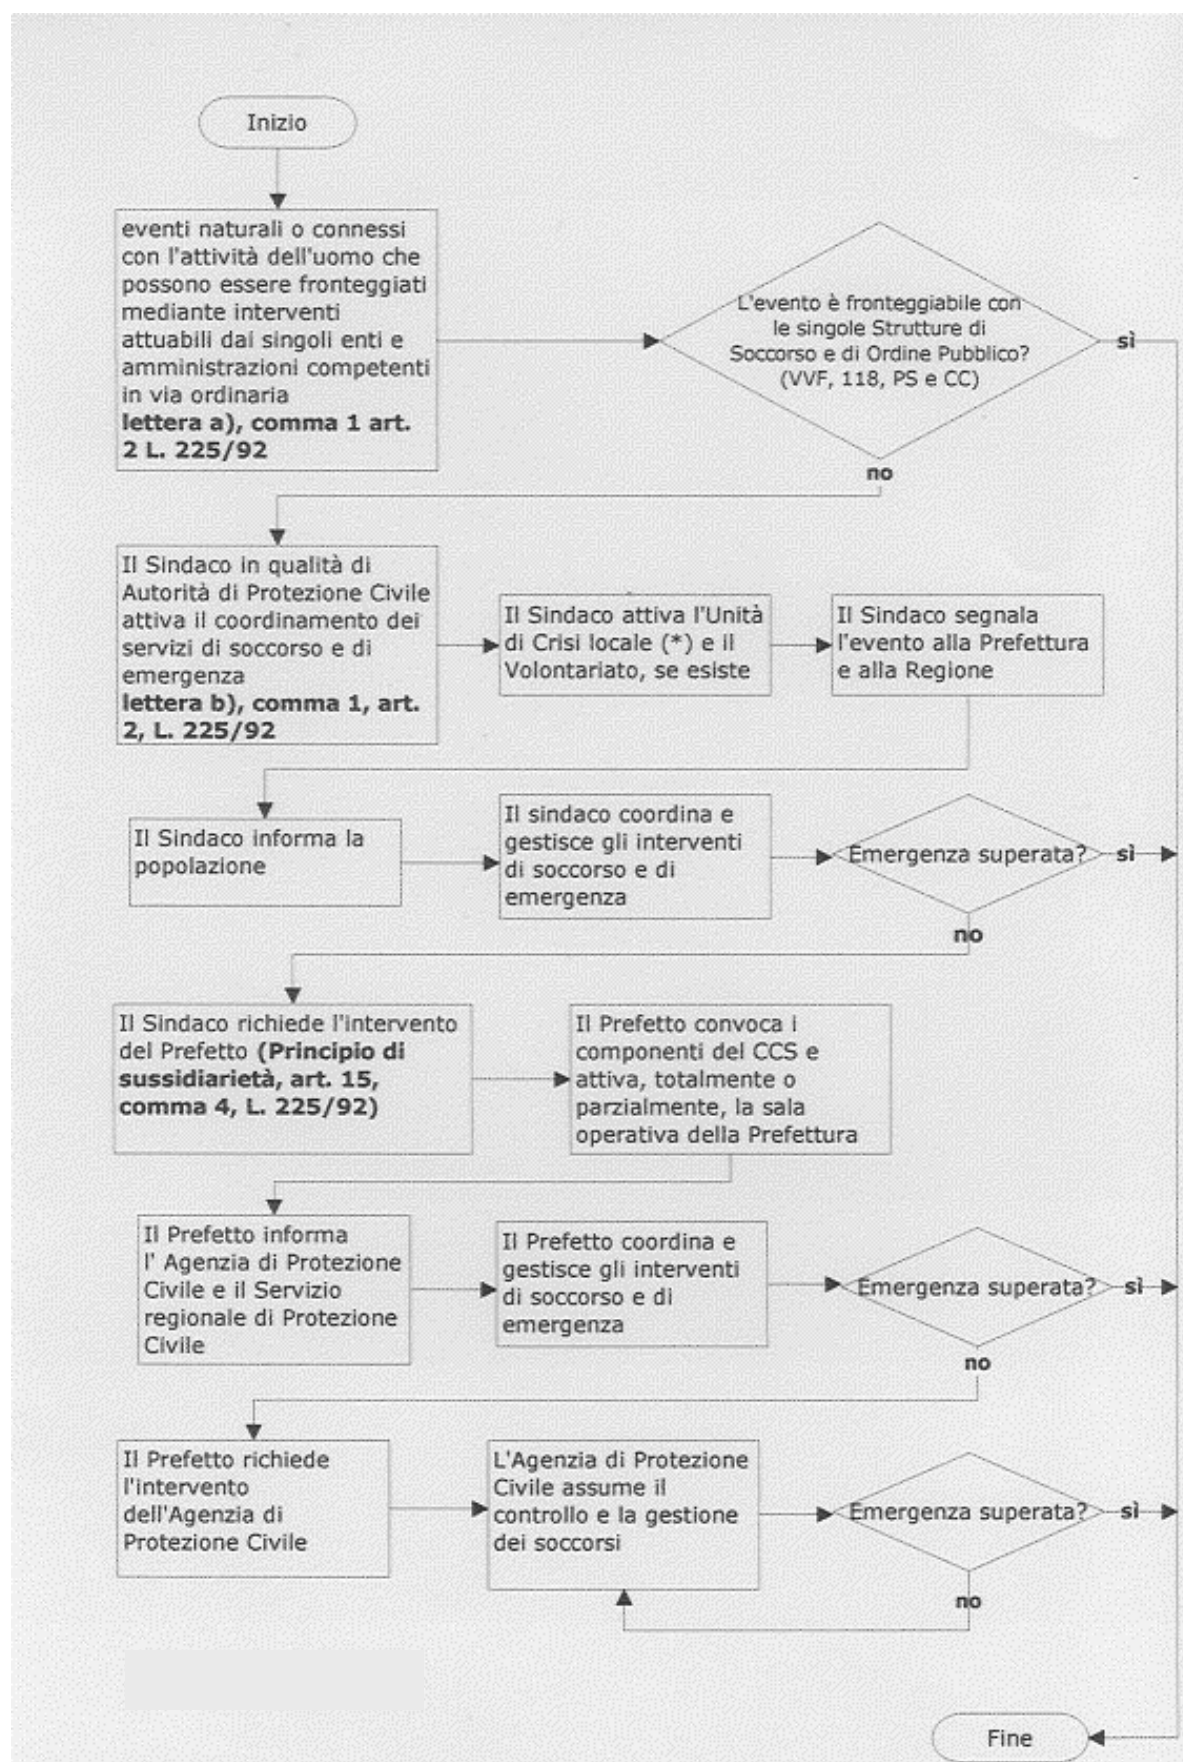 Inizio
eventi naturali o connessi
con l'attività dell'uomo che
possono essere fronteggiati
mediante interventi
attuabili dai singoli enti e
amministrazioni competenti
in via ordinaria
lettera a), comma 1 art.
2 L. 225/92
L'evento è fronteggiabile con
le singole Strutture di
Soccorso e di Ordine Pubblico?
(VVF, 118, PS e CC)
sì
no
Il Sindaco in qualità di
Autorità di Protezione Civile
attiva il coordinamento dei
servizi di soccorso e di
emergenza
lettera b), comma 1, art.
2, L. 225/92
Il Sindaco attiva l'Unità
di Crisi locale (*) e il
Volontariato, se esiste
Il Sindaco segnala
l'evento alla Prefettura
e alla Regione
Il Sindaco informa la
popolazione
Il sindaco coordina e
gestisce gli interventi
di soccorso e di
emergenza
Emergenza superata?
sì
no
Il Sindaco richiede l'intervento
del Prefetto (Principio di
sussidiarietà, art. 15,
comma 4, L. 225/92)
Il Prefetto convoca i
componenti del CCS e
attiva, totalmente o
parzialmente, la sala
operativa della Prefettura
Il Prefetto informa
l' Agenzia di Protezione
Civile e il Servizio
regionale di Protezione
Civile
Il Prefetto coordina e
gestisce gli interventi
di soccorso e di
emergenza
Emergenza superata?
sì
no
Il Prefetto richiede
l'intervento
dell'Agenzia di
Protezione Civile
L'Agenzia di Protezione
Civile assume il
controllo e la gestione
dei soccorsi
Emergenza superata?
sì
no
Fine